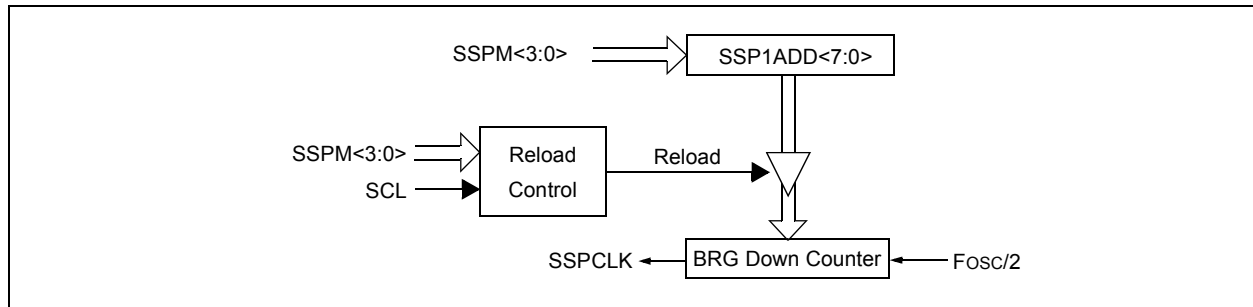 SSPM<3:0>
SSP1ADD<7:0>
SSPM<3:0>
SCL
Reload
Control
Reload
SSPCLK
BRG Down Counter
FOSC/2